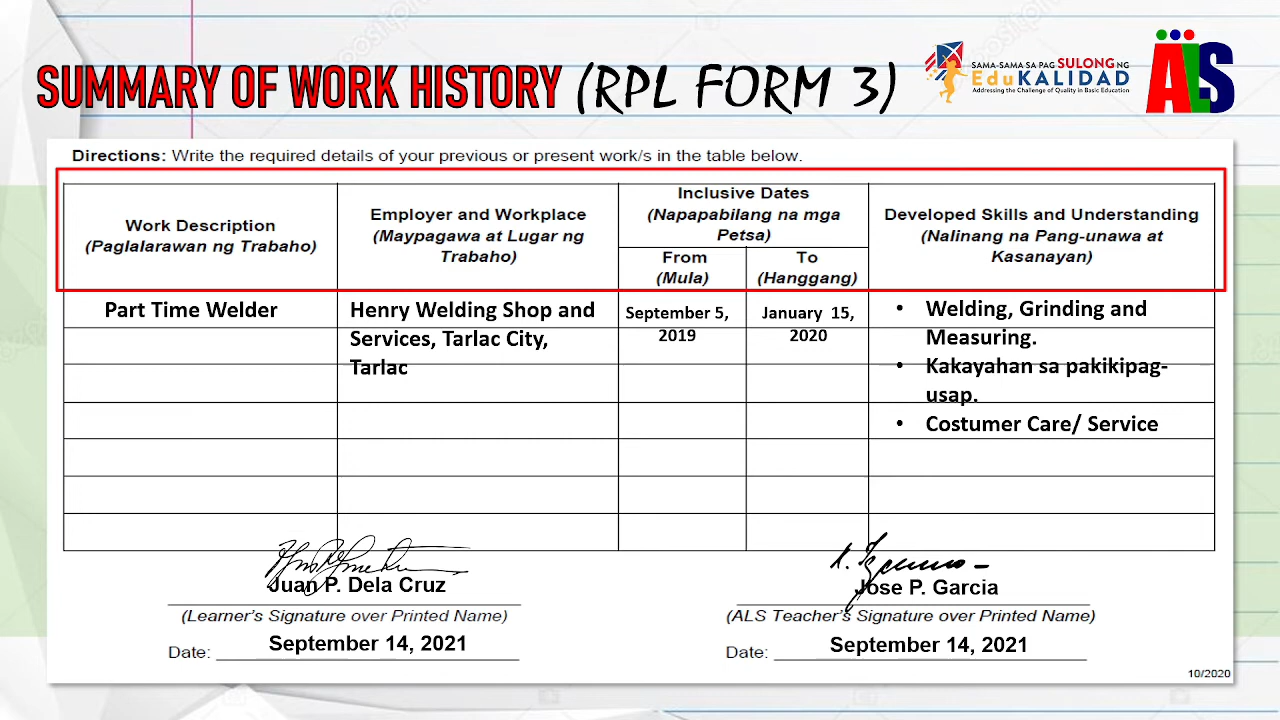 SUMMARY OF WORK HISTORY (RPL FORM 3)
SAMA-SAMA SA PAG SULONG NG
EduKALIDAD
Addressing the Challenge of Quality in Basic Education
ALS
Directions: Write the required details of your previous or present work/s in the table below.
Work Description
(Paglalarawan ng Trabaho)
Employer and Workplace
(Maypagawa at Lugar ng
Trabaho)
Inclusive Dates
(Napapabilang na mga
Petsa)
From
(Mula)
To
(Hanggang)
Developed Skills and Understanding
(Nalinang na Pang-unawa at
Kasanayan)
Part Time Welder
Henry Welding Shop and
Services, Tarlac City,
Tarlac
September 5,
2019
January 15,
2020
• Welding, Grinding and
Measuring.
• Kakayahan sa pakikipag-
usap.
• Costumer Care/ Service
Juan P. Dela Cruz
(Learner's Signature over Printed Name)
Date: September 14, 2021
Jose P. Garcia
(ALS Teacher's Signature over Printed Name)
Date: September 14, 2021
10/2020